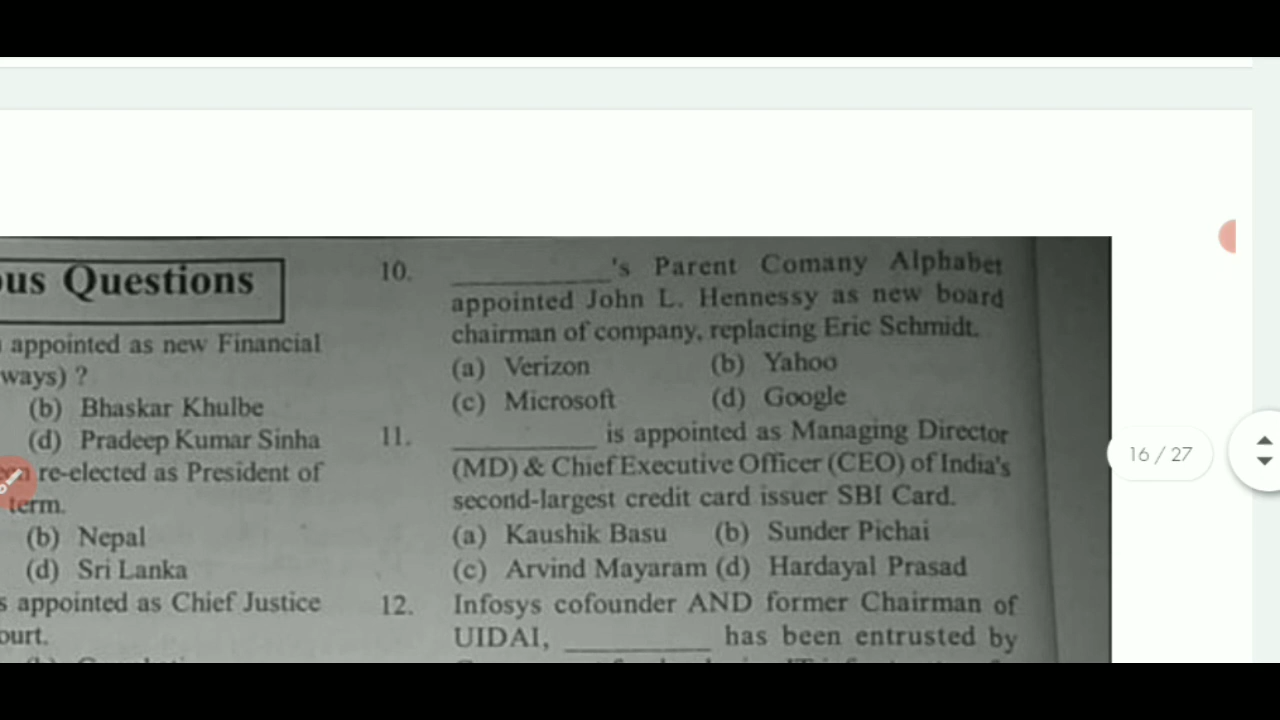 ous Questions
appointed as new Financial
ways) ?
(b) Bhaskar Khulbe
(d) Pradeep Kumar Sinha
re-elected as President of
term.
(b) Nepal
(d) Sri Lanka
s appointed as Chief Justice
ourt.
10. ___________'s Parent Comany Alphabet
appointed John L. Hennessy as new board
chairman of company, replacing Eric Schmidt.
(a) Verizon (b) Yahoo
(c) Microsoft (d) Google
11. __________ is appointed as Managing Director
(MD) & Chief Executive Officer (CEO) of India's
second-largest credit card issuer SBI Card.
(a) Kaushik Basu (b) Sunder Pichai
(c) Arvind Mayaram (d) Hardayal Prasad
12. Infosys cofounder AND former Chairman of
UIDAI, __________ has been entrusted by
16 / 27